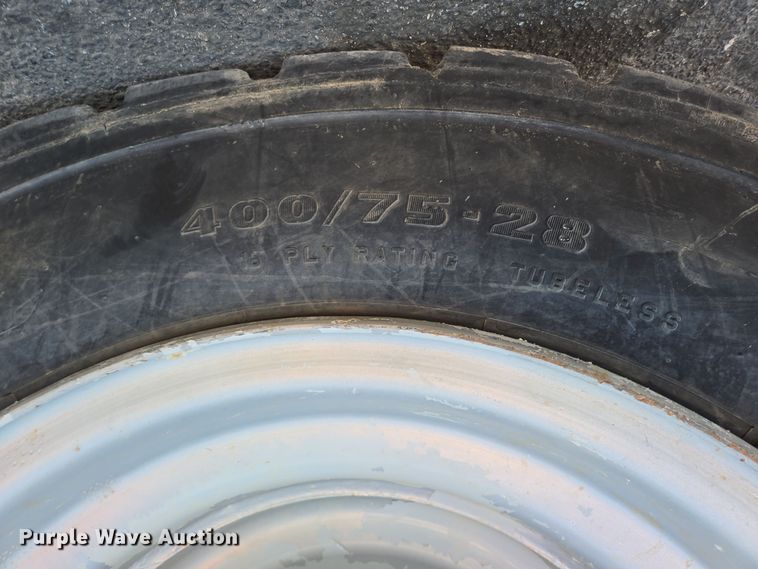 400/75-28
PLY RATING TUBELESS
Purple Wave Auction